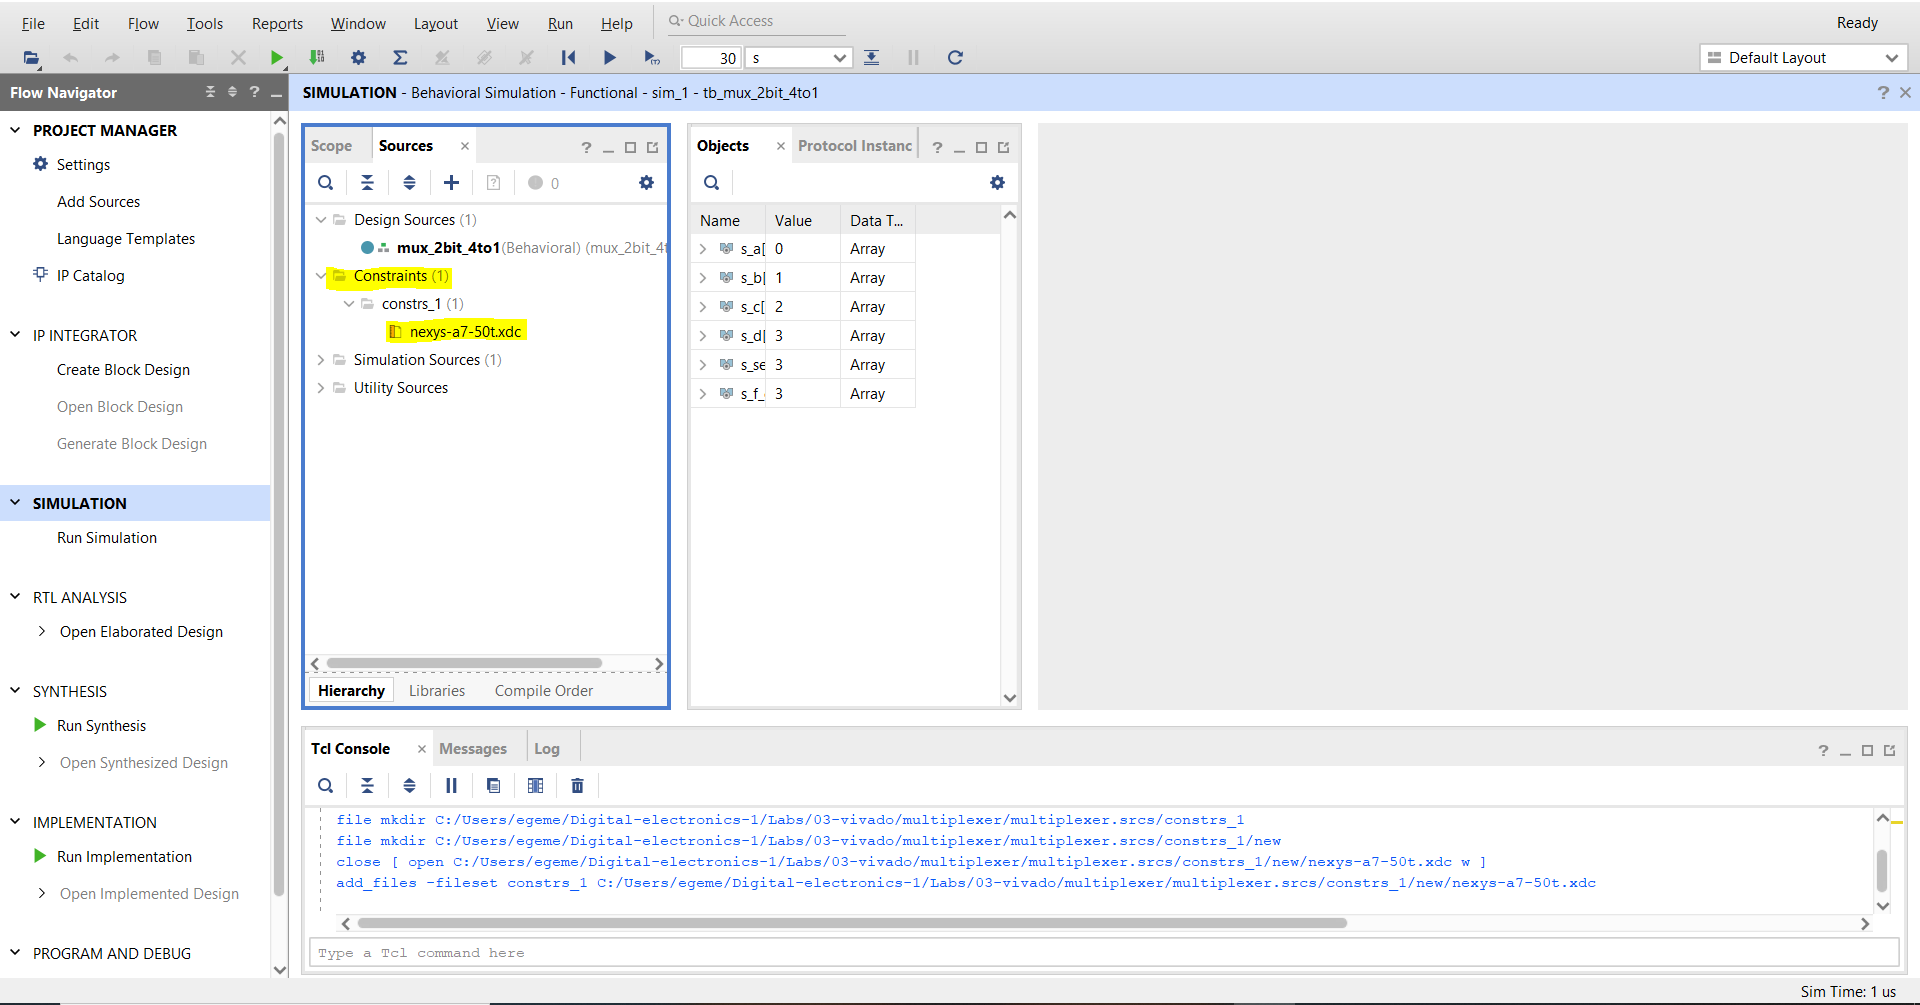 File Edit Flow Tools Reports Window Layout View Run Help Quick Access Ready
30 s Default Layout
Flow Navigator
PROJECT MANAGER
Settings
Add Sources
Language Templates
IP Catalog
IP INTEGRATOR
Create Block Design
Open Block Design
Generate Block Design
SIMULATION
Run Simulation
RTL ANALYSIS
Open Elaborated Design
SYNTHESIS
Run Synthesis
Open Synthesized Design
IMPLEMENTATION
Run Implementation
Open Implemented Design
PROGRAM AND DEBUG
SIMULATION - Behavioral Simulation - Functional - sim_1 - tb_mux_2bit_4to1
Scope Sources
0
Design Sources (1)
mux_2bit_4to1(Behavioral) (mux_2bit_4t
Constraints (1)
constrs_1 (1)
nexys-a7-50t.xdc
Simulation Sources (1)
Utility Sources
Hierarchy Libraries Compile Order
Objects Protocol Instanc
Name Value Data T...
s_a[ 0 Array
s_b[ 1 Array
s_c[ 2 Array
s_d[ 3 Array
s_se 3 Array
s_f_ 3 Array
Tcl Console Messages Log
file mkdir C:/Users/egeme/Digital-electronics-1/Labs/03-vivado/multiplexer/multiplexer.srcs/constrs_1
file mkdir C:/Users/egeme/Digital-electronics-1/Labs/03-vivado/multiplexer/multiplexer.srcs/constrs_1/new
close [ open C:/Users/egeme/Digital-electronics-1/Labs/03-vivado/multiplexer/multiplexer.srcs/constrs_1/new/nexys-a7-50t.xdc w ]
add_files -fileset constrs_1 C:/Users/egeme/Digital-electronics-1/Labs/03-vivado/multiplexer/multiplexer.srcs/constrs_1/new/nexys-a7-50t.xdc
Type a Tcl command here
Sim Time: 1 us